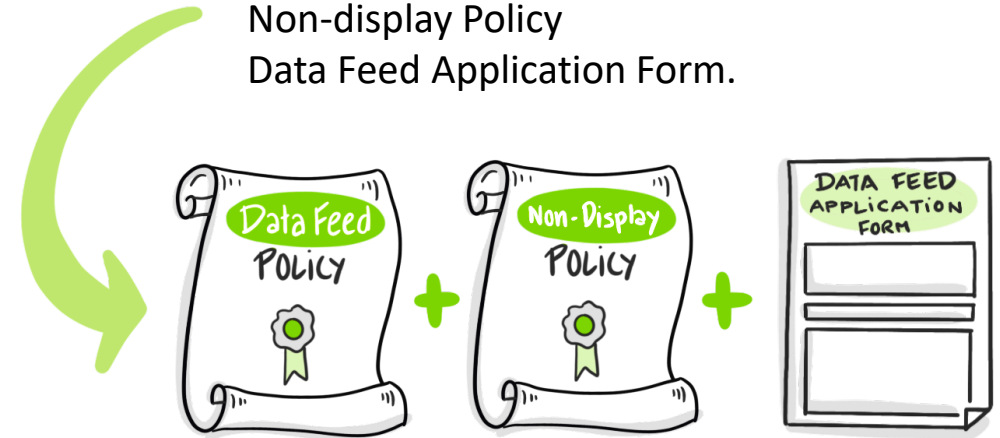 Non-display Policy
Data Feed Application Form.
Data Feed
POLICY
Non-Display
POLICY
DATA FEED
APPLICATION
FORM